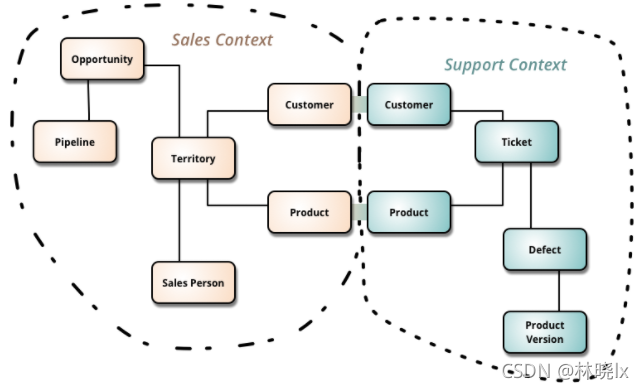 Sales Context
Support Context
Opportunity
Customer
Customer
Pipeline
Territory
Ticket
Product
Product
Defect
Sales Person
Product
Version
CSDN @林晓lx